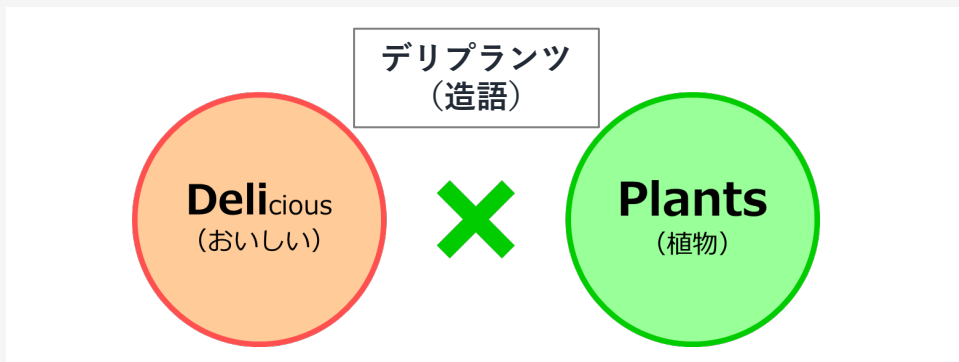 デリプランツ
（造語）
Delicious
（おいしい）
Plants
（植物）